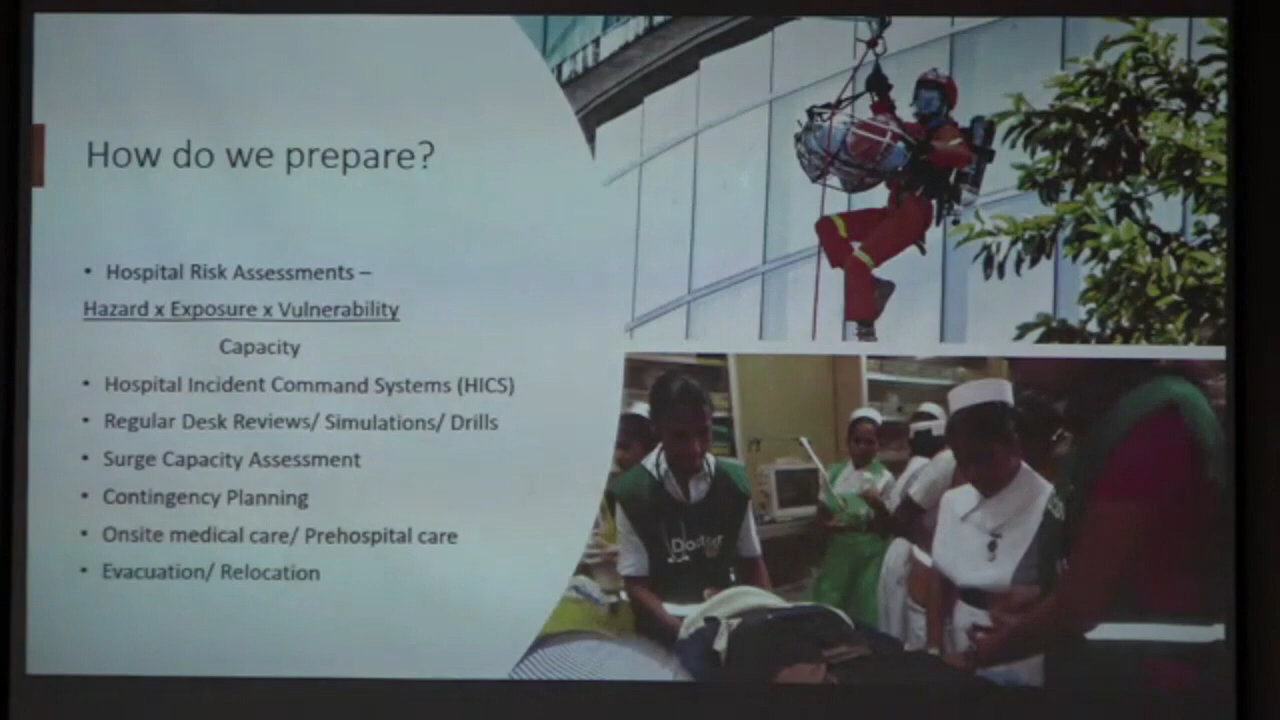 How do we prepare?
• Hospital Risk Assessments –
Hazard x Exposure x Vulnerability
Capacity
• Hospital Incident Command Systems (HICS)
• Regular Desk Reviews/ Simulations/ Drills
• Surge Capacity Assessment
• Contingency Planning
• Onsite medical care/ Prehospital care
• Evacuation/ Relocation
Doctor